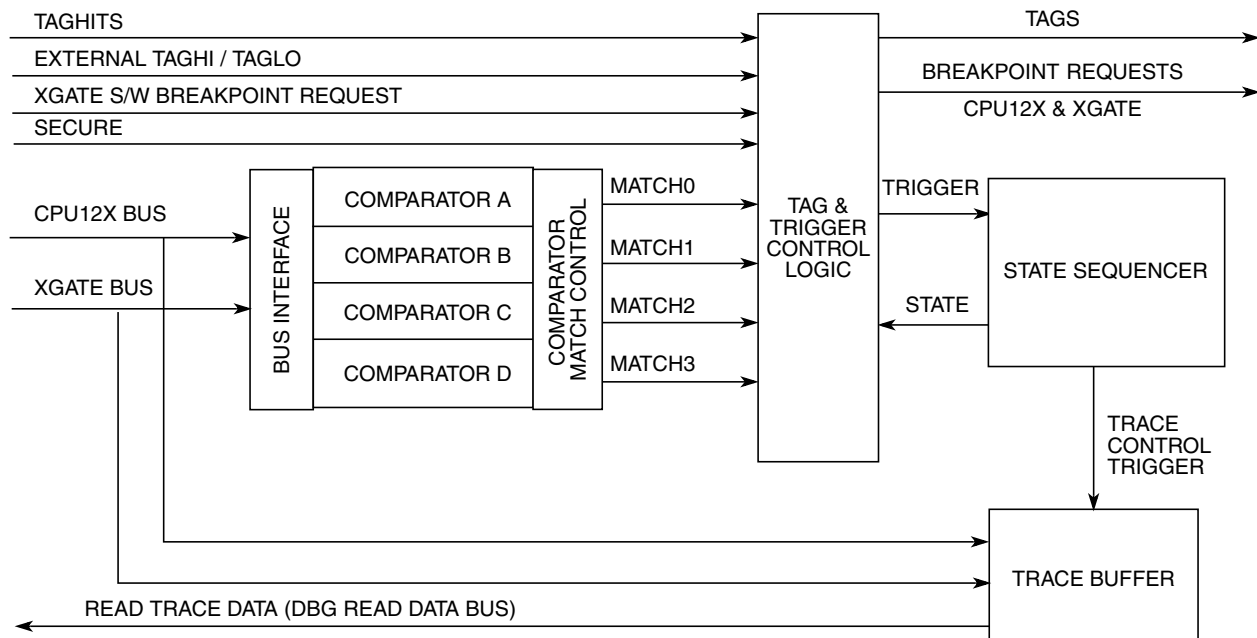 TAGHITS
TAGS
EXTERNAL TAGHI / TAGLO
BREAKPOINT REQUESTS
XGATE S/W BREAKPOINT REQUEST
CPU12X & XGATE
SECURE
CPU12X BUS
XGATE BUS
BUS INTERFACE
COMPARATOR A
COMPARATOR B
COMPARATOR C
COMPARATOR D
COMPARATOR
MATCH CONTROL
MATCH0
MATCH1
MATCH2
MATCH3
TAG &
TRIGGER
CONTROL
LOGIC
TRIGGER
STATE
STATE SEQUENCER
TRACE
CONTROL
TRIGGER
TRACE BUFFER
READ TRACE DATA (DBG READ DATA BUS)